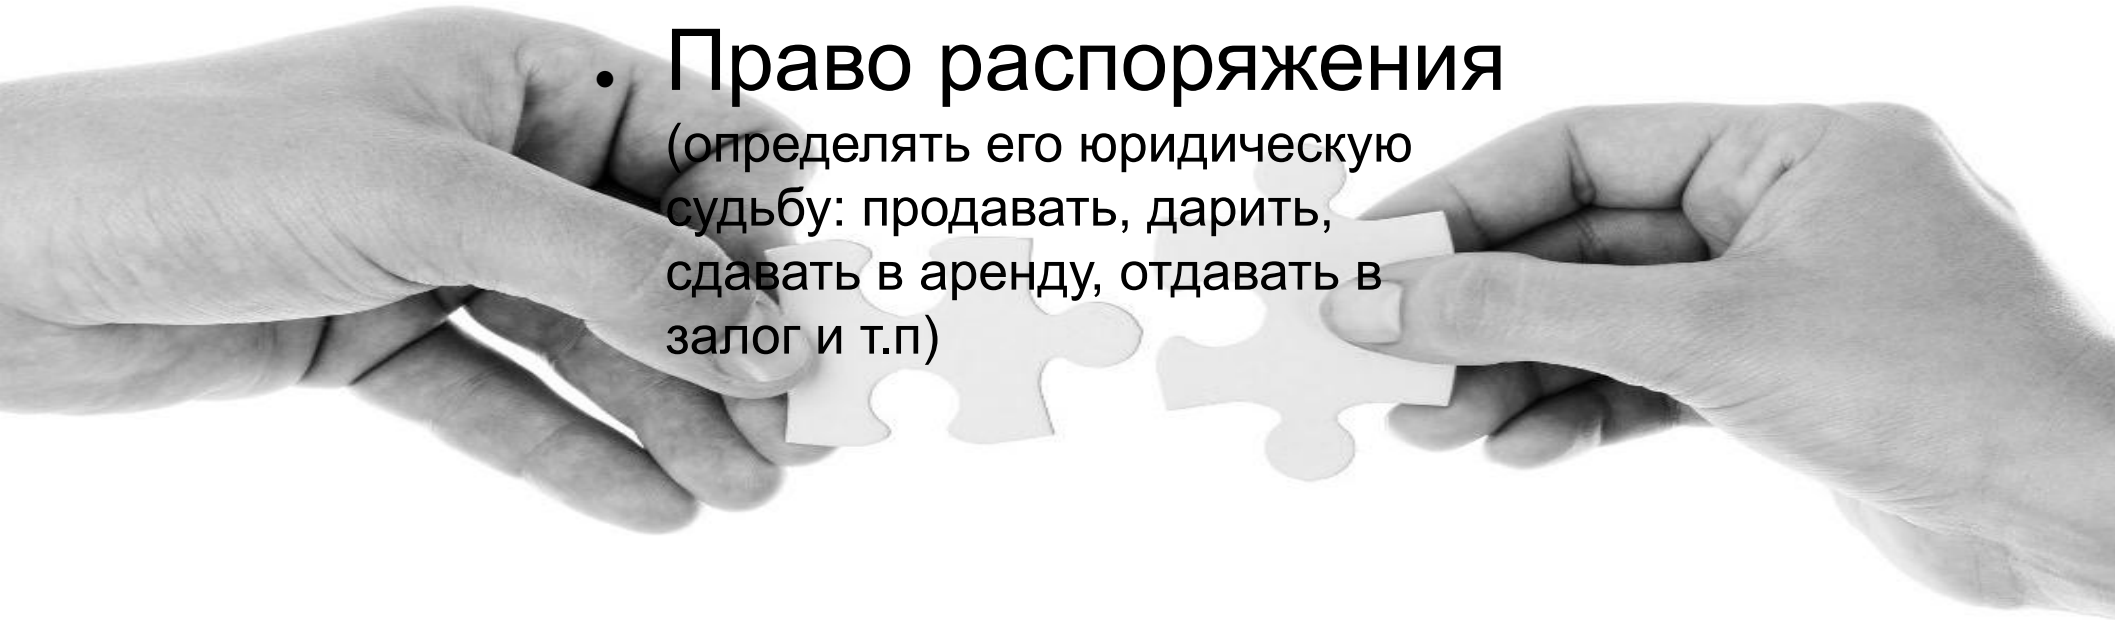 • Право распоряжения
(определять его юридическую
судьбу: продавать, дарить,
сдавать в аренду, отдавать в
залог и т.п)